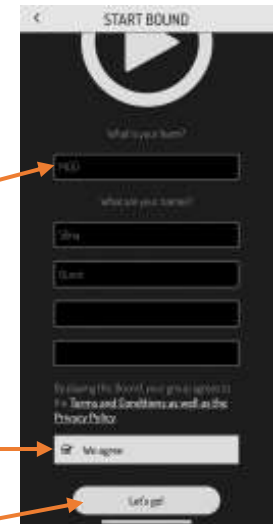 START BOUND
What is your team?
What are your names?
By playing this Bound, your group agrees to
the Terms and Conditions as well as the
Privacy Policy
We agree
Let's go!